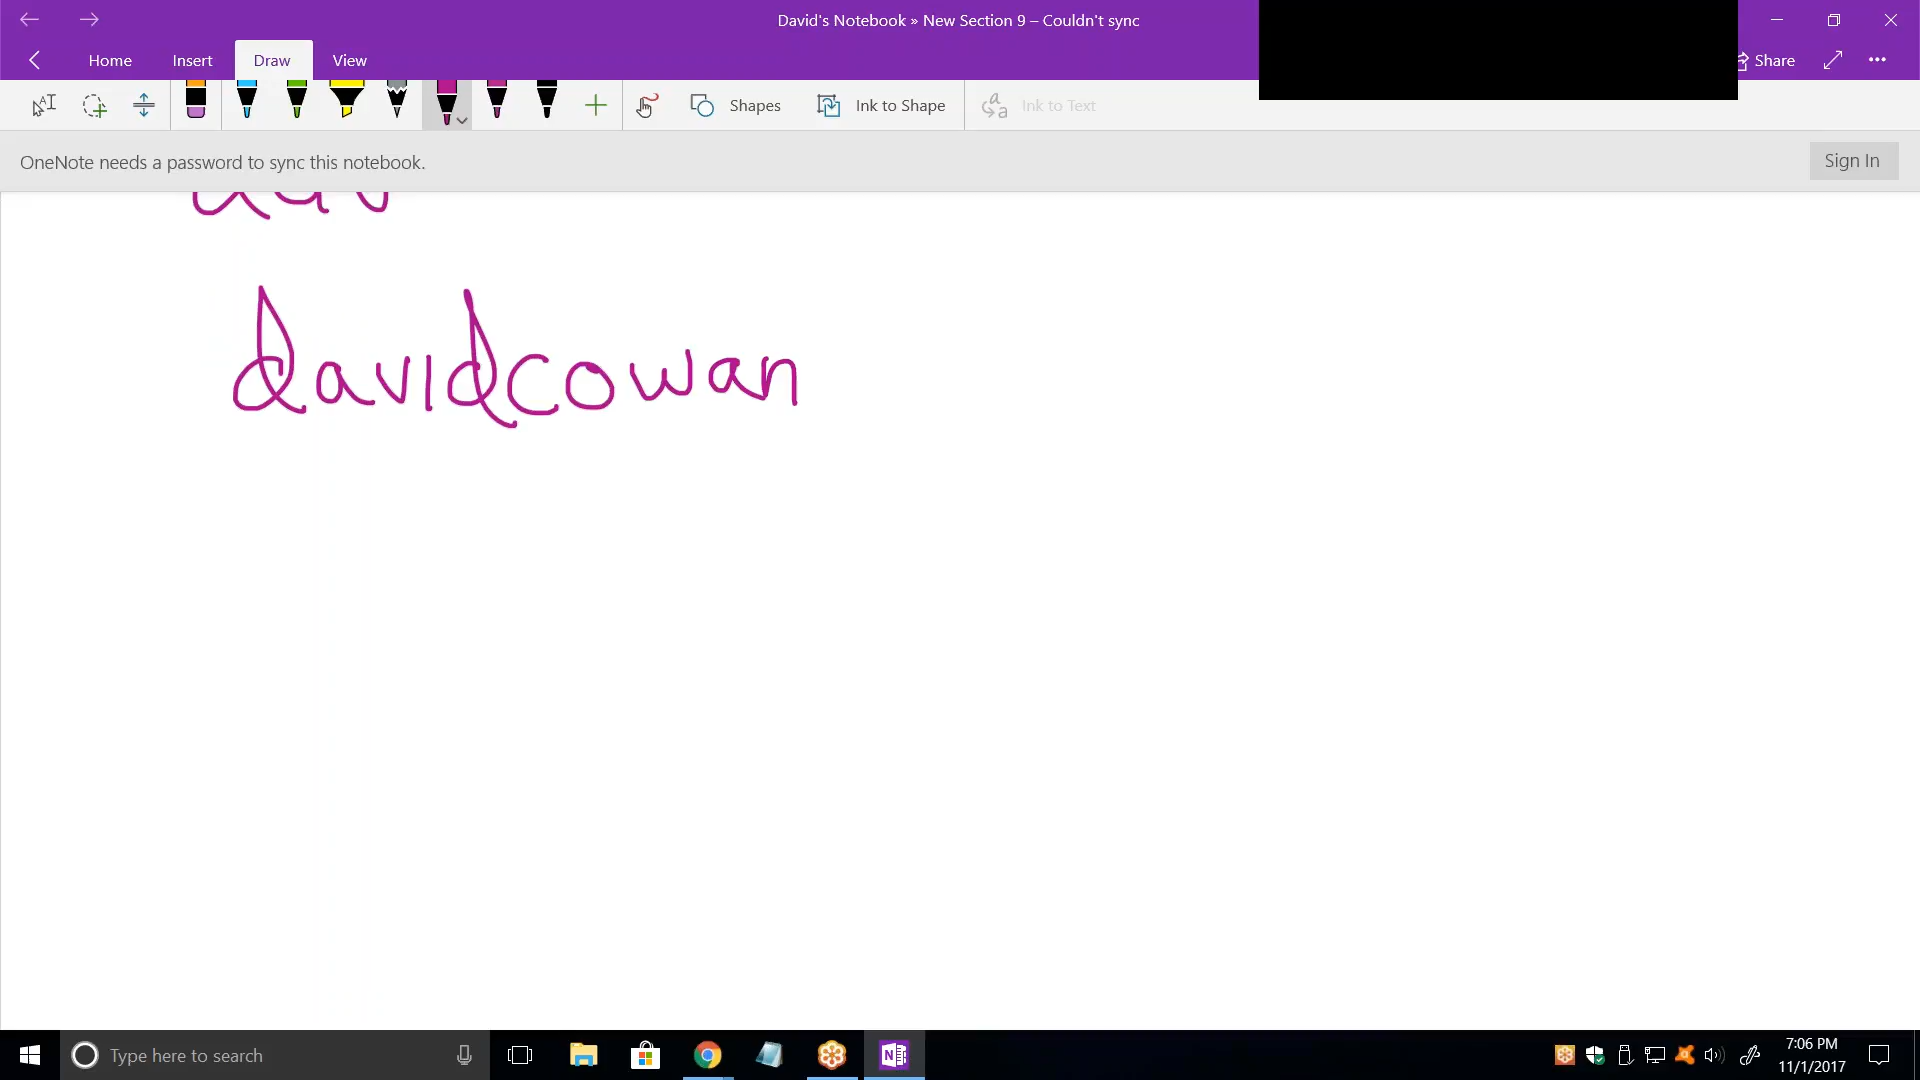 David's Notebook » New Section 9 – Couldn't sync
Home Insert Draw View Share
Shapes Ink to Shape Ink to Text
OneNote needs a password to sync this notebook. Sign In
davidcowan
Type here to search
7:06 PM
11/1/2017